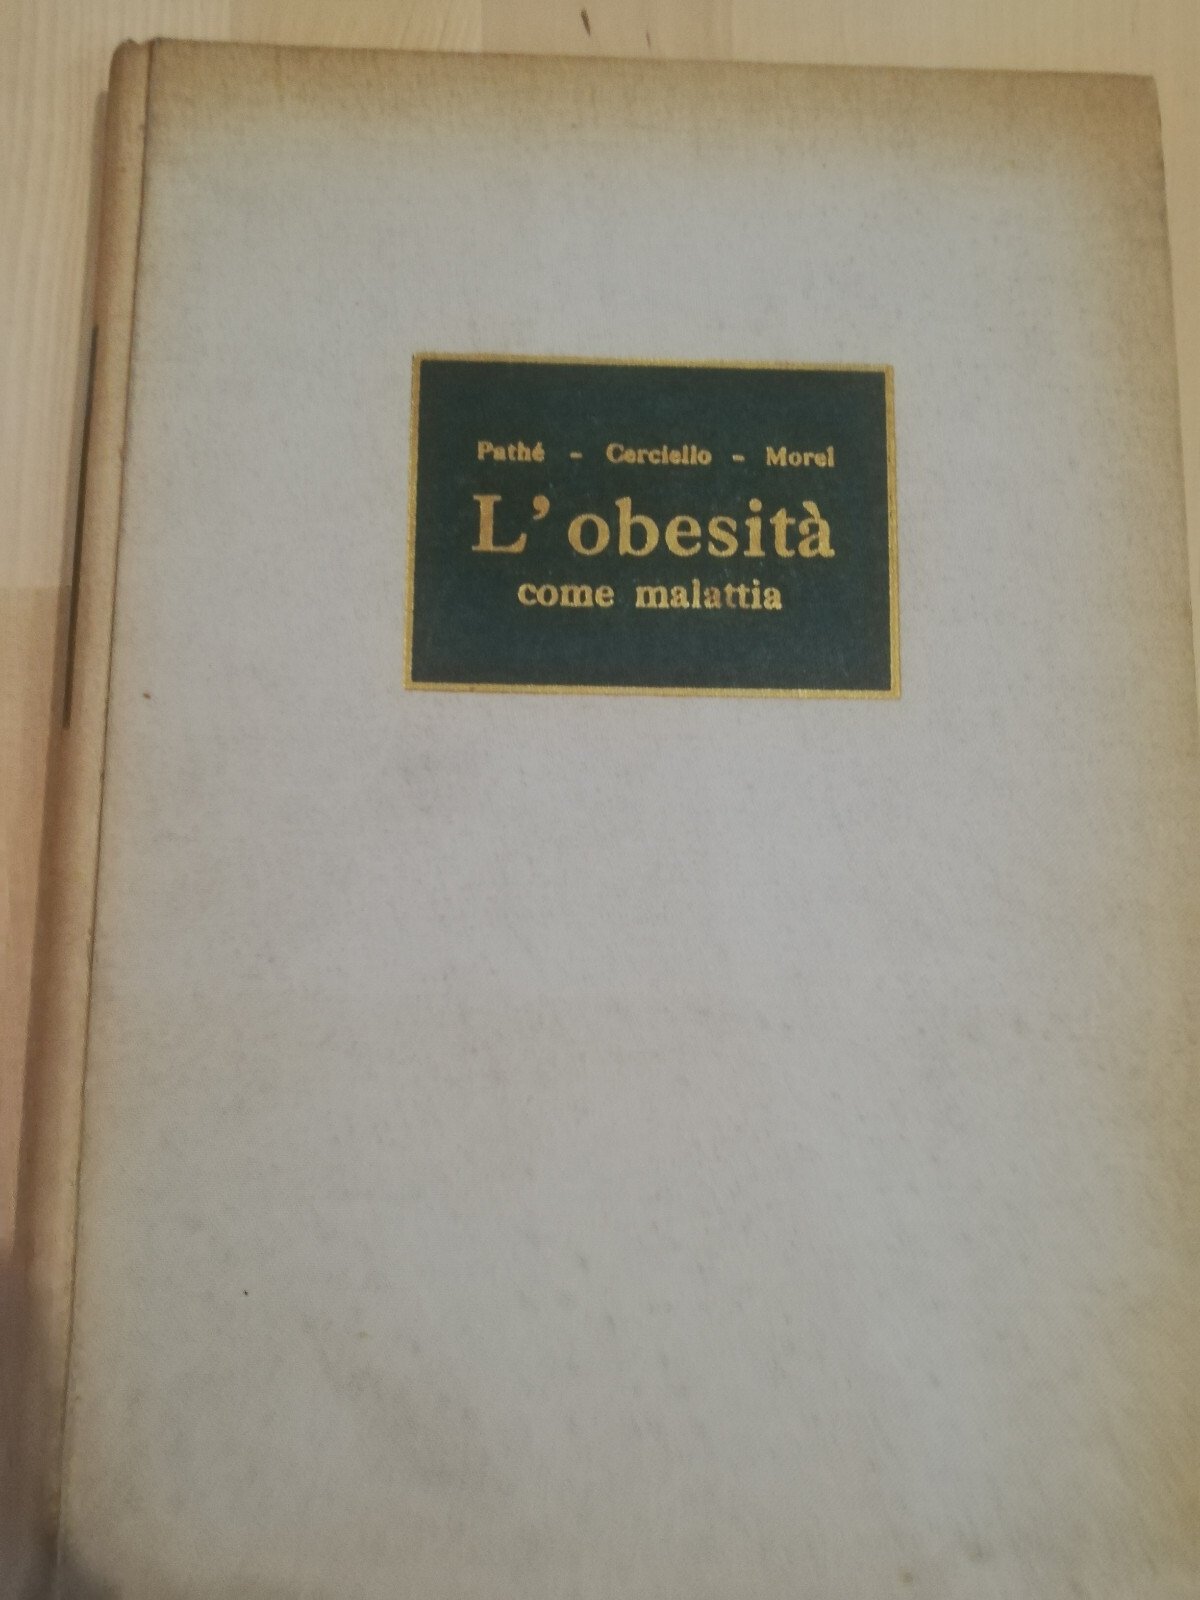 Pathé - Cerciello - Morel
L'obesità
come malattia